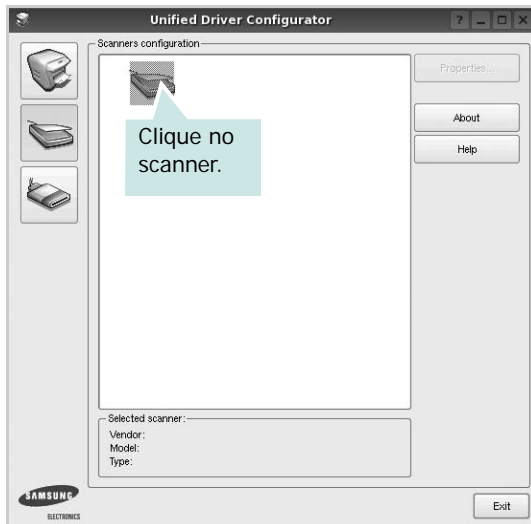 Unified Driver Configurator
Scanners configuration
Properties...
Clique no
scanner.
About
Help
Selected scanner:
Vendor:
Model:
Type:
SAMSUNG
ELECTRONICS
Exit